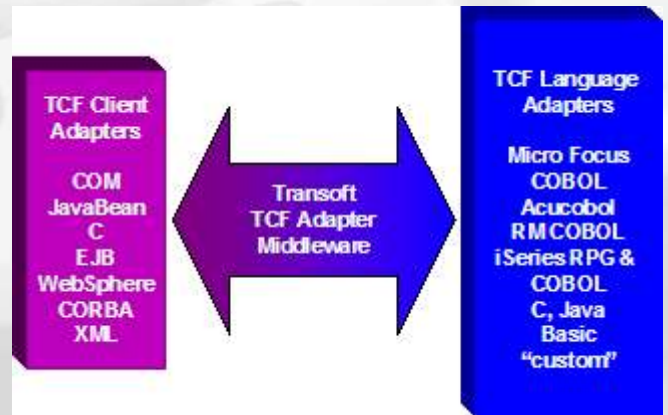 TCF Client
Adapters
COM
JavaBean
C
EJB
WebSphere
CORBA
XML
Transoft
TCF Adapter
Middleware
TCF Language
Adapters
Micro Focus
COBOL
Acucobol
RM COBOL
iSeries RPG &
COBOL
C, Java
Basic
“custom”